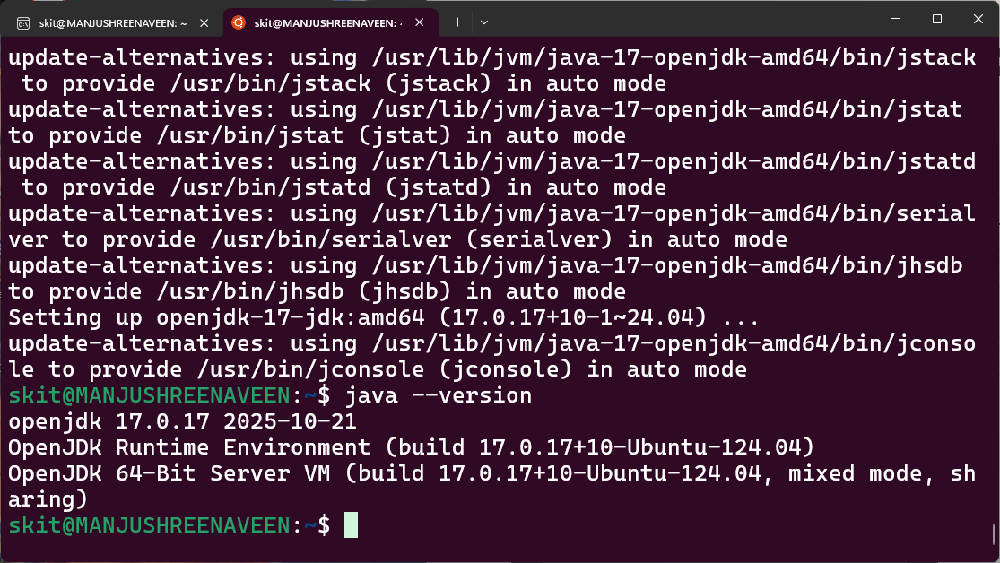 skit@MANJUSHREENAVEEN: ~
skit@MANJUSHREENAVEEN: ·
update-alternatives: using /usr/lib/jvm/java-17-openjdk-amd64/bin/jstack
 to provide /usr/bin/jstack (jstack) in auto mode
update-alternatives: using /usr/lib/jvm/java-17-openjdk-amd64/bin/jstat
to provide /usr/bin/jstat (jstat) in auto mode
update-alternatives: using /usr/lib/jvm/java-17-openjdk-amd64/bin/jstatd
 to provide /usr/bin/jstatd (jstatd) in auto mode
update-alternatives: using /usr/lib/jvm/java-17-openjdk-amd64/bin/serial
ver to provide /usr/bin/serialver (serialver) in auto mode
update-alternatives: using /usr/lib/jvm/java-17-openjdk-amd64/bin/jhsdb
to provide /usr/bin/jhsdb (jhsdb) in auto mode
Setting up openjdk-17-jdk:amd64 (17.0.17+10-1~24.04) ...
update-alternatives: using /usr/lib/jvm/java-17-openjdk-amd64/bin/jconso
le to provide /usr/bin/jconsole (jconsole) in auto mode
skit@MANJUSHREENAVEEN:~$ java --version
openjdk 17.0.17 2025-10-21
OpenJDK Runtime Environment (build 17.0.17+10-Ubuntu-124.04)
OpenJDK 64-Bit Server VM (build 17.0.17+10-Ubuntu-124.04, mixed mode, sh
aring)
skit@MANJUSHREENAVEEN:~$